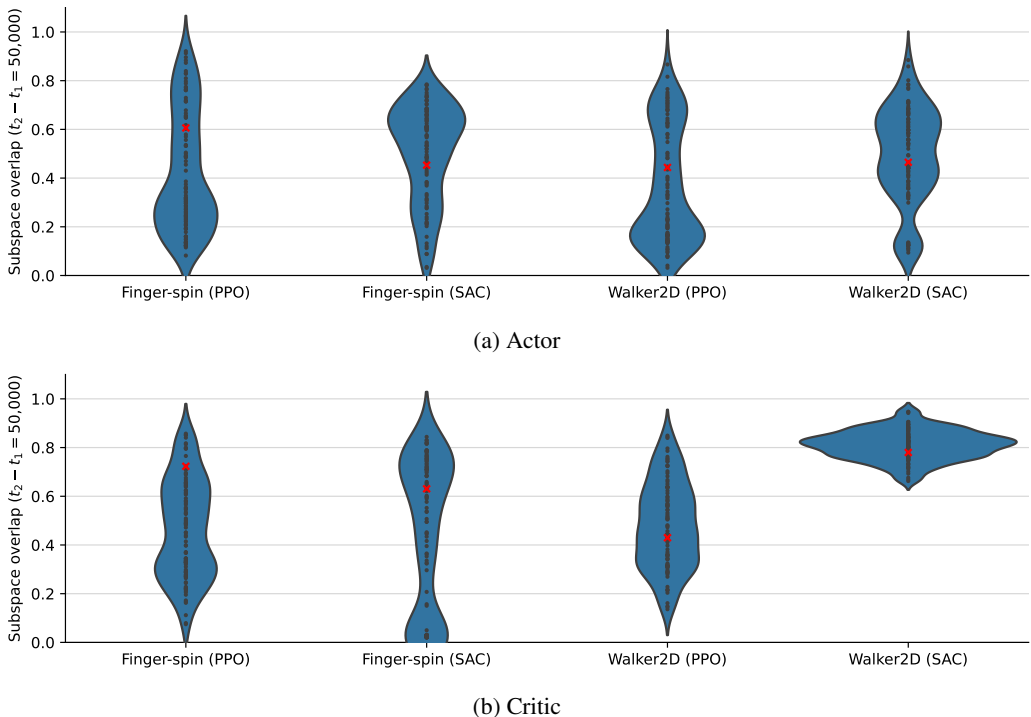 Subspace overlap (t₂ − t₁ = 50,000)
1.0
0.8
0.6
0.4
0.2
0.0
Finger-spin (PPO) Finger-spin (SAC) Walker2D (PPO) Walker2D (SAC)
(a) Actor
Subspace overlap (t₂ − t₁ = 50,000)
1.0
0.8
0.6
0.4
0.2
0.0
Finger-spin (PPO) Finger-spin (SAC) Walker2D (PPO) Walker2D (SAC)
(b) Critic